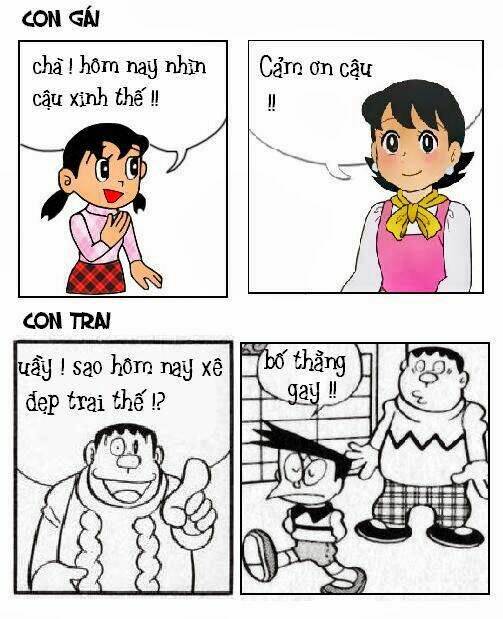 CON GÁI
chà ! hôm nay nhìn
cậu xinh thế !!
Cảm ơn cậu
!!
CON TRAI
uầy ! sao hôm nay xê
đẹp trai thế !?
bố thằng
gay !!